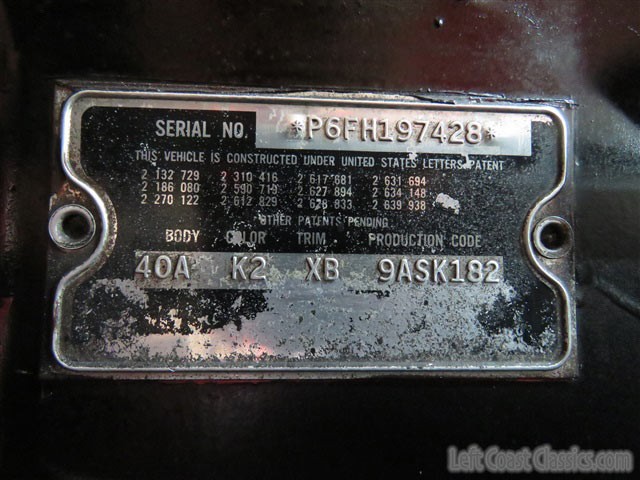 SERIAL NO. *P6FH197428*
THIS VEHICLE IS CONSTRUCTED UNDER UNITED STATES LETTERS PATENT
2 132 729 2 310 416 2 617 681 2 631 694
2 186 080 2 590 719 2 627 894 2 634 148
2 270 122 2 612 829 2 628 833 2 639 938
OTHER PATENTS PENDING
BODY COLOR TRIM PRODUCTION CODE
40A K2 XB 9ASK182
Left Coast Classics.com